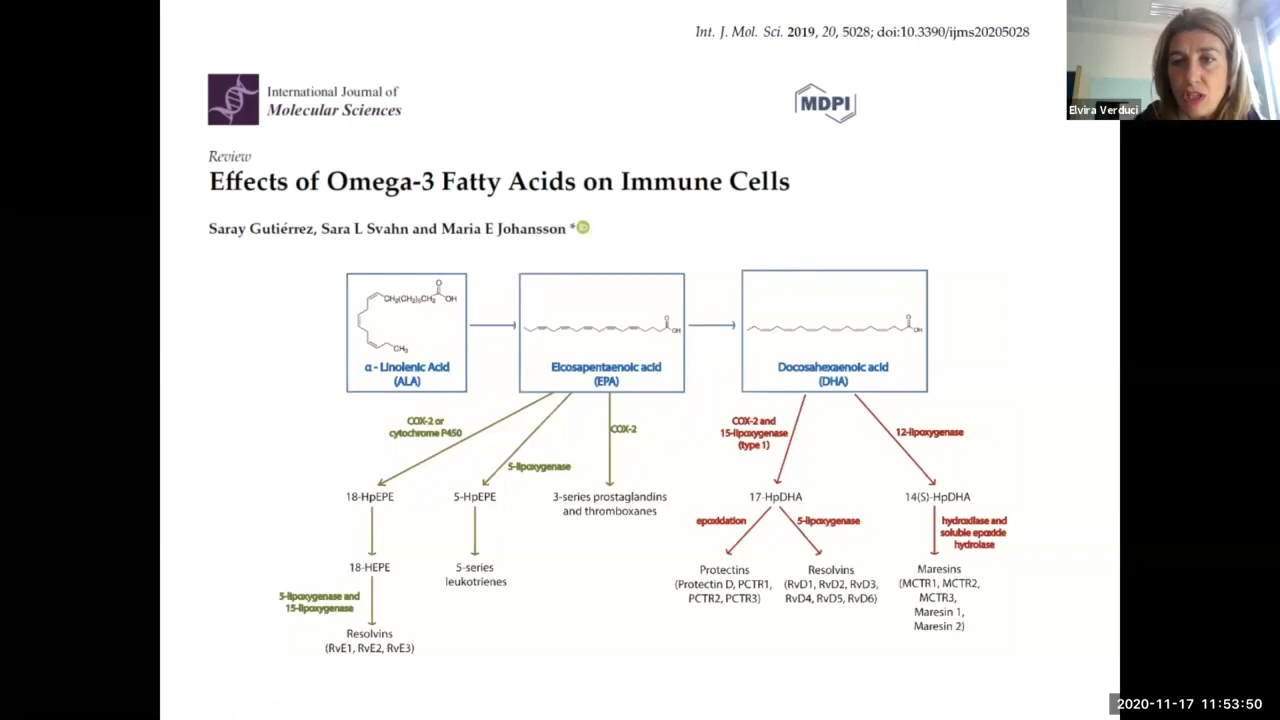 Int. J. Mol. Sci. 2019, 20, 5028; doi:10.3390/ijms20205028
International Journal of
Molecular Sciences
MDPI
Elvira Verduci
Review
Effects of Omega-3 Fatty Acids on Immune Cells
Saray Gutiérrez, Sara L Svahn and Maria E Johansson *
O
CH2(CH2)5CH2
OH
CH3
α - Linolenic Acid
(ALA)
O
OH
Eicosapentaenoic acid
(EPA)
O
OH
Docosahexaenoic acid
(DHA)
COX-2 or
cytochrome P450
5-lipoxygenase
COX-2
COX-2 and
15-lipoxygenase
(type 1)
12-lipoxygenase
18-HpEPE
5-HpEPE
3-series prostaglandins
and thromboxanes
17-HpDHA
14(S)-HpDHA
epoxidation
5-lipoxygenase
hydroxilase and
soluble epoxide
hydrolase
18-HEPE
5-series
leukotrienes
Protectins
(Protectin D, PCTR1,
PCTR2, PCTR3)
Resolvins
(RvD1, RvD2, RvD3,
RvD4, RvD5, RvD6)
Maresins
(MCTR1, MCTR2,
MCTR3,
Maresin 1,
Maresin 2)
5-lipoxygenase and
15-lipoxygenase
Resolvins
(RvE1, RvE2, RvE3)
2020-11-17 11:53:50